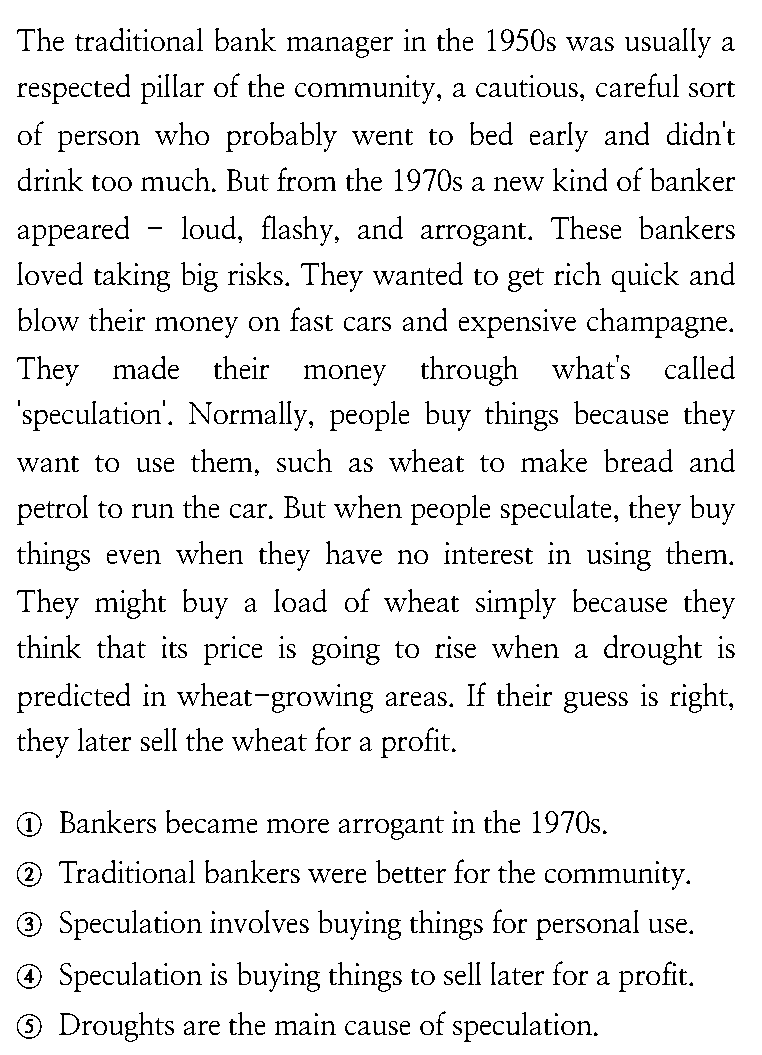 The traditional bank manager in the 1950s was usually a
respected pillar of the community, a cautious, careful sort
of person who probably went to bed early and didn't
drink too much. But from the 1970s a new kind of banker
appeared - loud, flashy, and arrogant. These bankers
loved taking big risks. They wanted to get rich quick and
blow their money on fast cars and expensive champagne.
They made their money through what's called
'speculation'. Normally, people buy things because they
want to use them, such as wheat to make bread and
petrol to run the car. But when people speculate, they buy
things even when they have no interest in using them.
They might buy a load of wheat simply because they
think that its price is going to rise when a drought is
predicted in wheat-growing areas. If their guess is right,
they later sell the wheat for a profit.
① Bankers became more arrogant in the 1970s.
② Traditional bankers were better for the community.
③ Speculation involves buying things for personal use.
④ Speculation is buying things to sell later for a profit.
⑤ Droughts are the main cause of speculation.